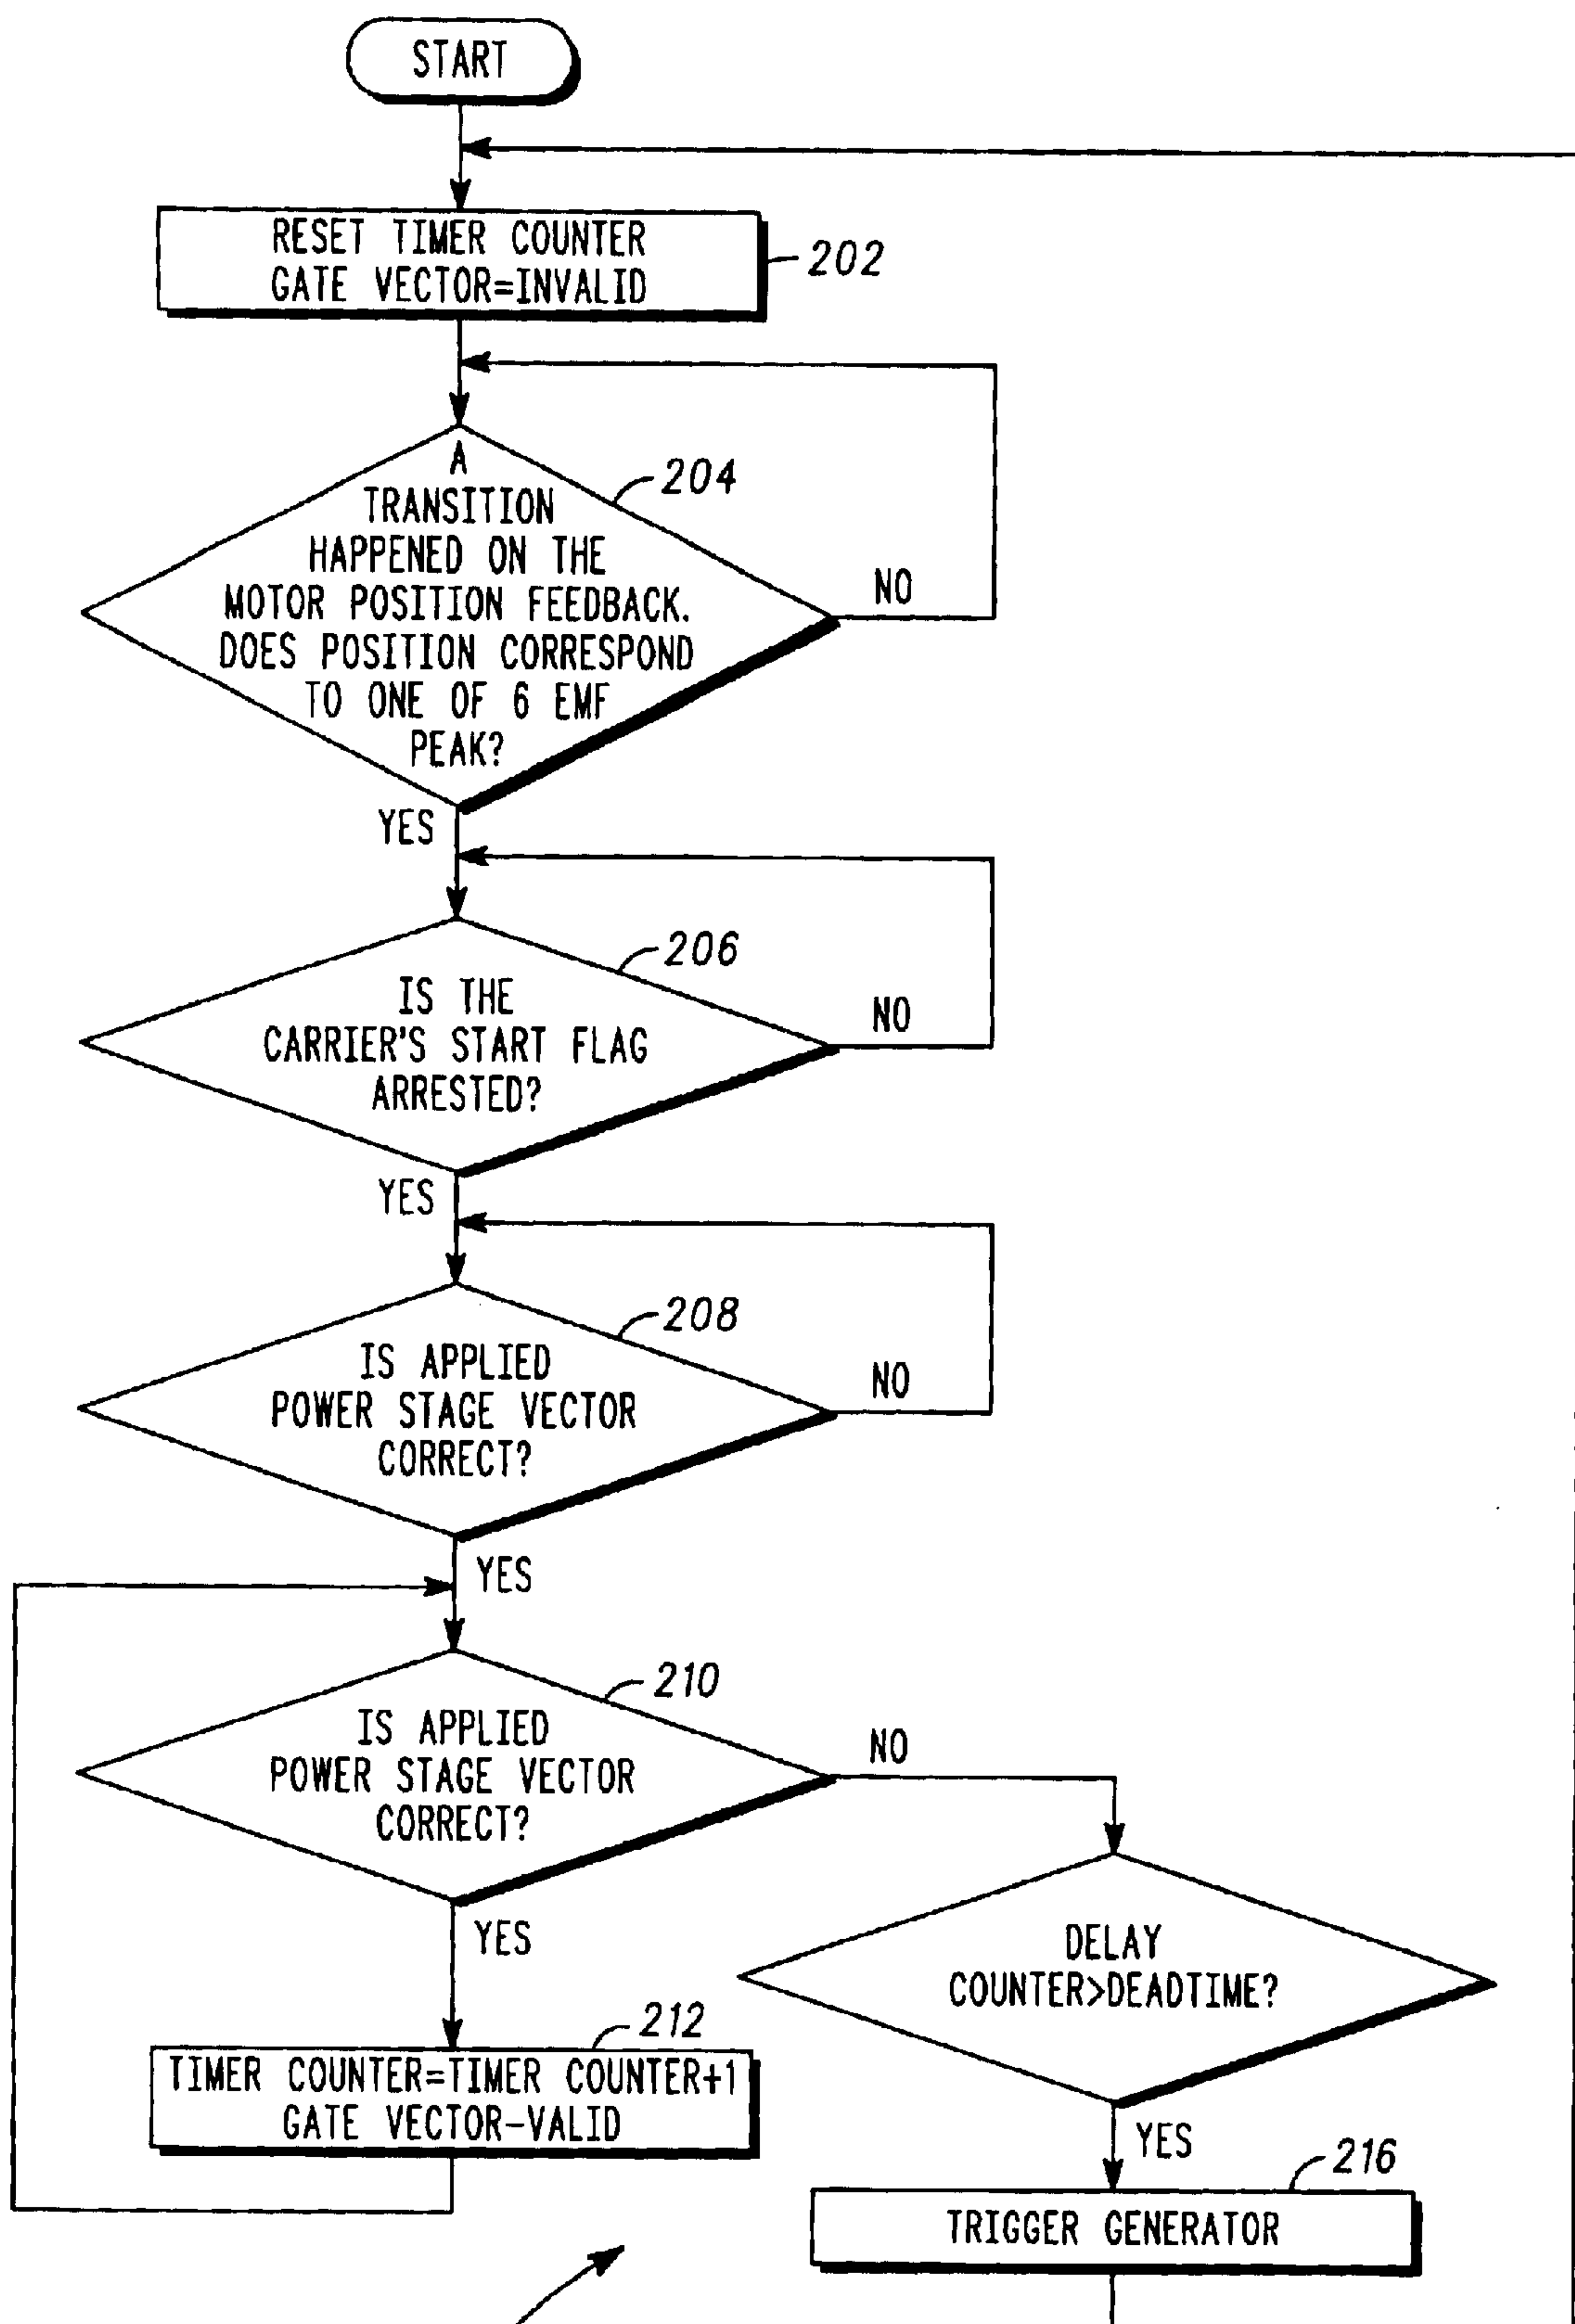 START
RESET TIMER COUNTER
GATE VECTOR=INVALID
202
A
TRANSITION
HAPPENED ON THE
MOTOR POSITION FEEDBACK.
DOES POSITION CORRESPOND
TO ONE OF 6 EMF
PEAK?
204
NO
YES
206
IS THE
CARRIER'S START FLAG
ARRESTED?
NO
YES
208
IS APPLIED
POWER STAGE VECTOR
CORRECT?
NO
YES
210
IS APPLIED
POWER STAGE VECTOR
CORRECT?
NO
YES
DELAY
COUNTER>DEADTIME?
212
TIMER COUNTER=TIMER COUNTER+1
GATE VECTOR-VALID
YES
216
TRIGGER GENERATOR